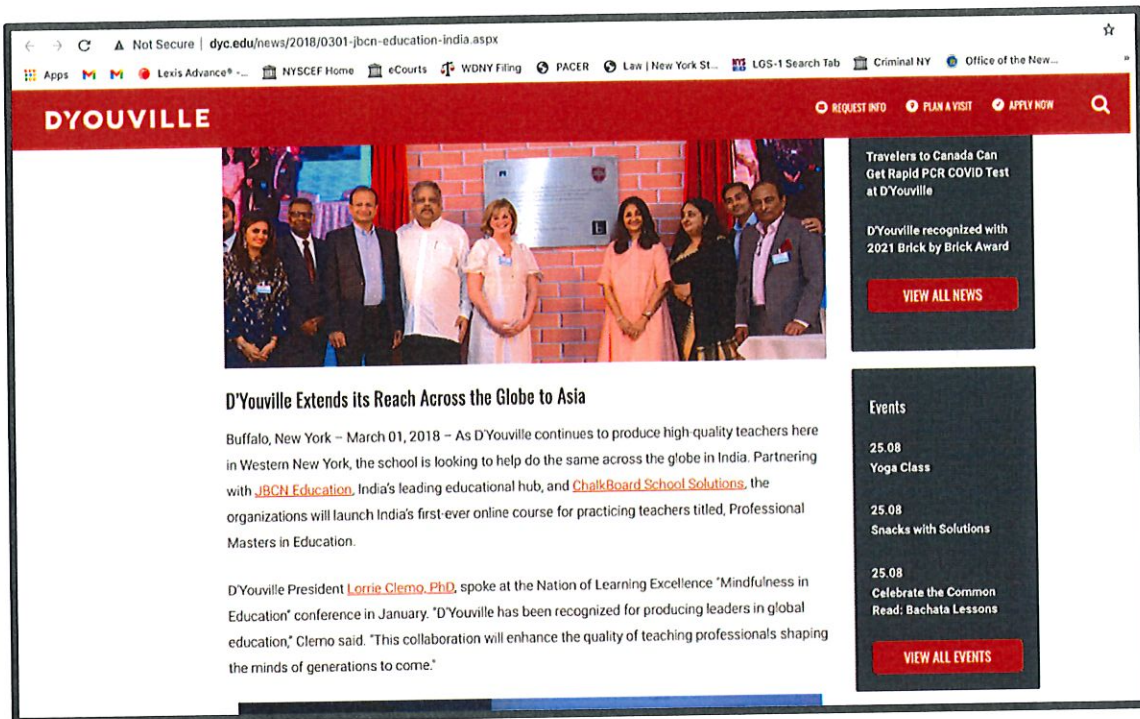 Not Secure | dyc.edu/news/2018/0301-jbcn-education-india.aspx
Apps Lexis Advance® -... NYSCEF Home eCourts WDNY Filing PACER Law | New York St... LGS-1 Search Tab Criminal NY Office of the New... »
D'YOUVILLE
REQUEST INFO PLAN A VISIT APPLY NOW
D'Youville Extends its Reach Across the Globe to Asia
Buffalo, New York – March 01, 2018 – As D'Youville continues to produce high-quality teachers here
in Western New York, the school is looking to help do the same across the globe in India. Partnering
with JBCN Education, India's leading educational hub, and ChalkBoard School Solutions, the
organizations will launch India's first-ever online course for practicing teachers titled, Professional
Masters in Education.
D'Youville President Lorrie Clemo, PhD, spoke at the Nation of Learning Excellence "Mindfulness in
Education" conference in January. "D'Youville has been recognized for producing leaders in global
education," Clemo said. "This collaboration will enhance the quality of teaching professionals shaping
the minds of generations to come."
Travelers to Canada Can
Get Rapid PCR COVID Test
at D'Youville
D'Youville recognized with
2021 Brick by Brick Award
VIEW ALL NEWS
Events
25.08
Yoga Class
25.08
Snacks with Solutions
25.08
Celebrate the Common
Read: Bachata Lessons
VIEW ALL EVENTS